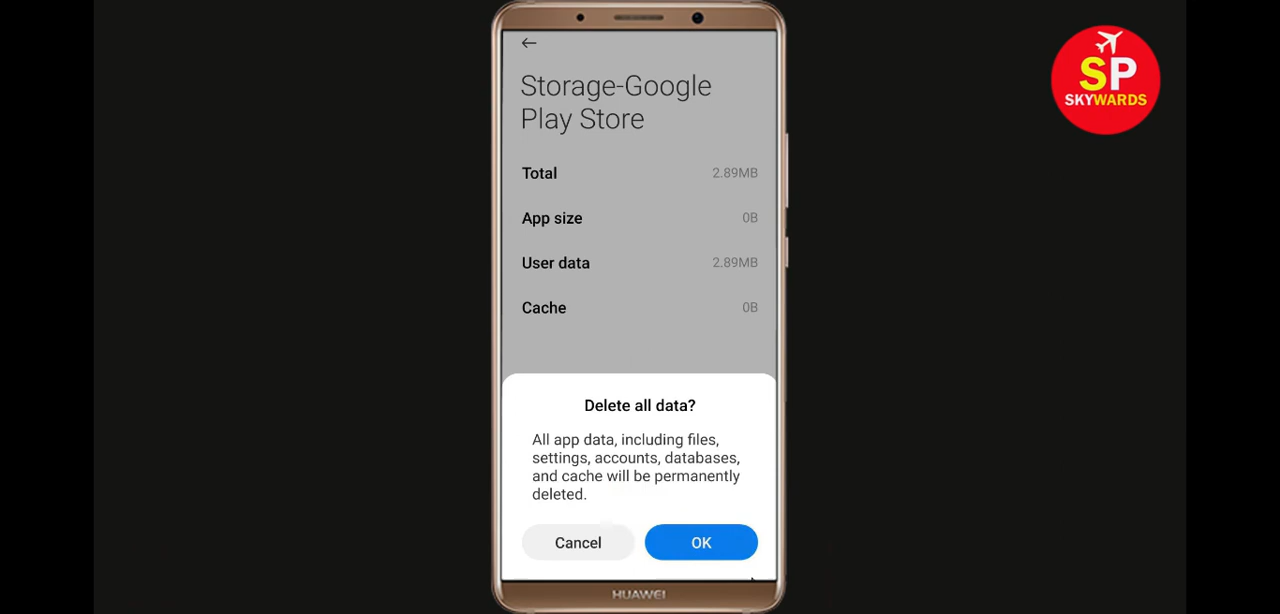 ←
Storage-Google
Play Store
Total 2.89MB
App size 0B
User data 2.89MB
Cache 0B
Delete all data?
All app data, including files,
settings, accounts, databases,
and cache will be permanently
deleted.
Cancel OK
HUAWEI
SP
SKYWARDS